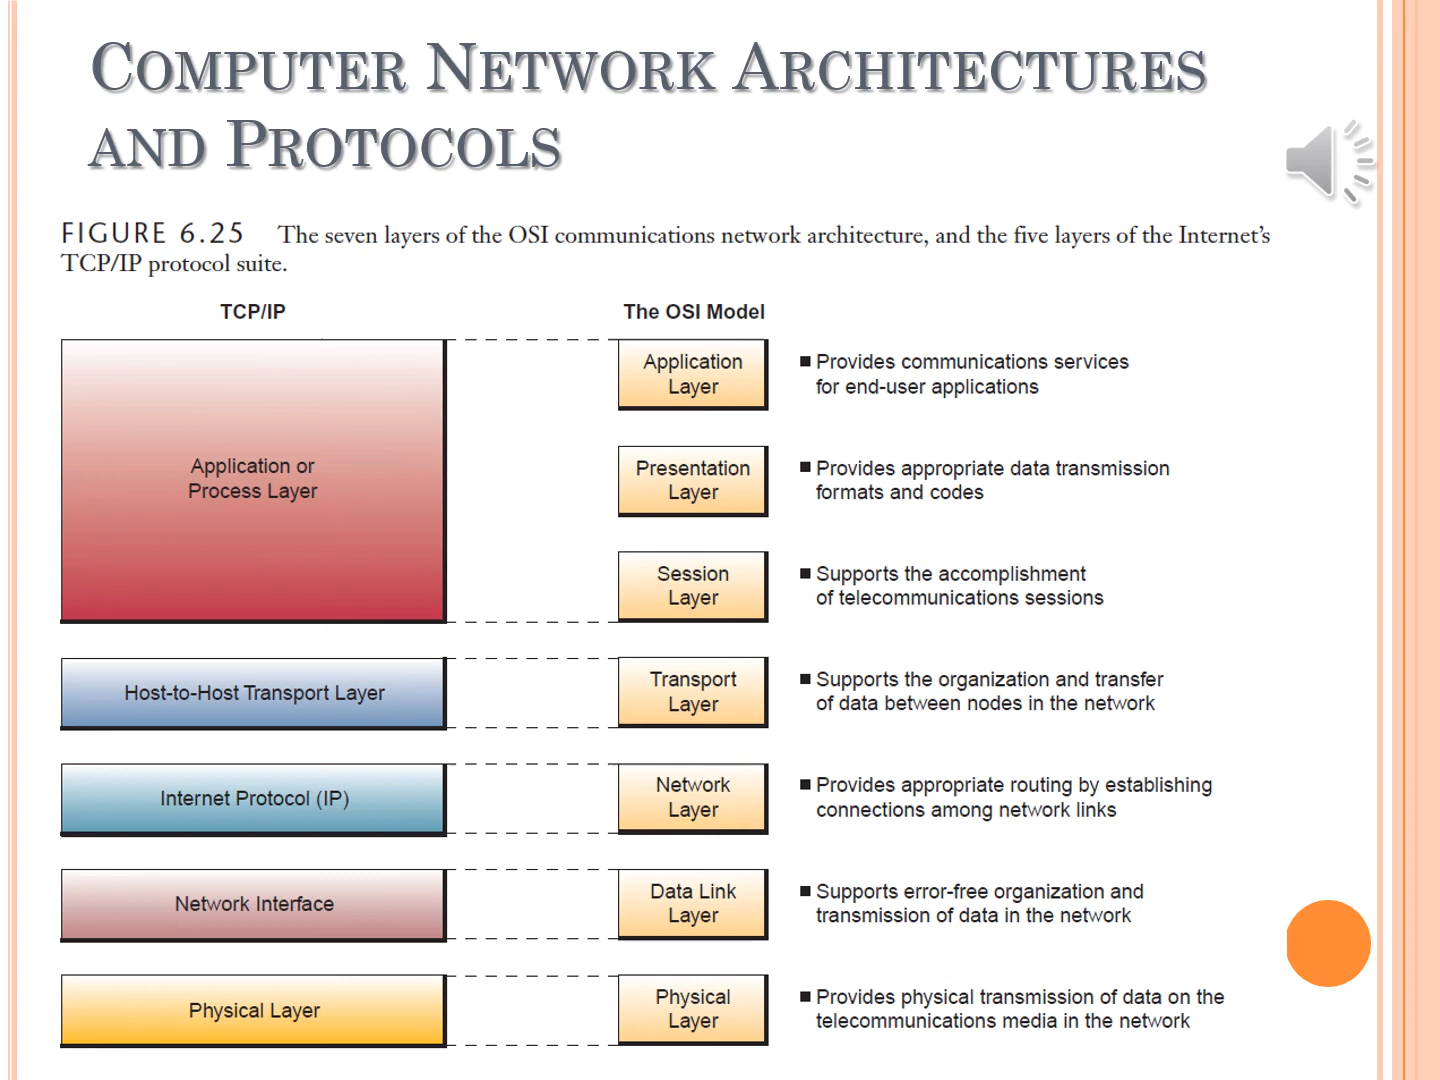 COMPUTER NETWORK ARCHITECTURES
AND PROTOCOLS
FIGURE 6.25 The seven layers of the OSI communications network architecture, and the five layers of the Internet's
TCP/IP protocol suite.
TCP/IP
The OSI Model
Application or
Process Layer
Application
Layer
■ Provides communications services
for end-user applications
Presentation
Layer
■ Provides appropriate data transmission
formats and codes
Session
Layer
■ Supports the accomplishment
of telecommunications sessions
Host-to-Host Transport Layer
Transport
Layer
■ Supports the organization and transfer
of data between nodes in the network
Internet Protocol (IP)
Network
Layer
■ Provides appropriate routing by establishing
connections among network links
Network Interface
Data Link
Layer
■ Supports error-free organization and
transmission of data in the network
Physical Layer
Physical
Layer
■ Provides physical transmission of data on the
telecommunications media in the network